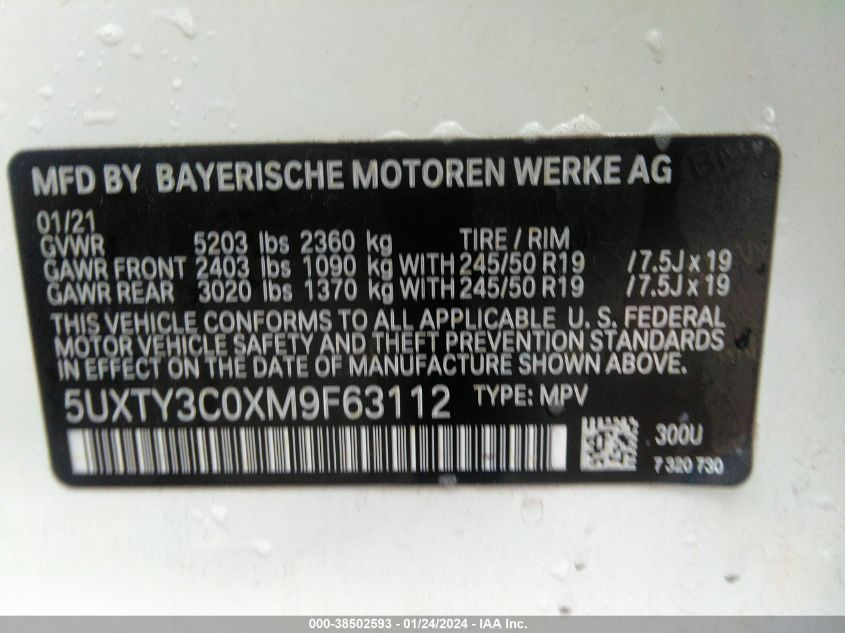 MFD BY BAYERISCHE MOTOREN WERKE AG
01/21
GVWR 5203 lbs 2360 kg TIRE / RIM
GAWR FRONT 2403 lbs 1090 kg WITH 245/50 R19 /7.5J x 19
GAWR REAR 3020 lbs 1370 kg WITH 245/50 R19 /7.5J x 19
THIS VEHICLE CONFORMS TO ALL APPLICABLE U. S. FEDERAL
MOTOR VEHICLE SAFETY AND THEFT PREVENTION STANDARDS
IN EFFECT ON THE DATE OF MANUFACTURE SHOWN ABOVE.
5UXTY3C0XM9F63112 TYPE: MPV
300U
7 320 730
000-38502593 - 01/24/2024 - IAA Inc.